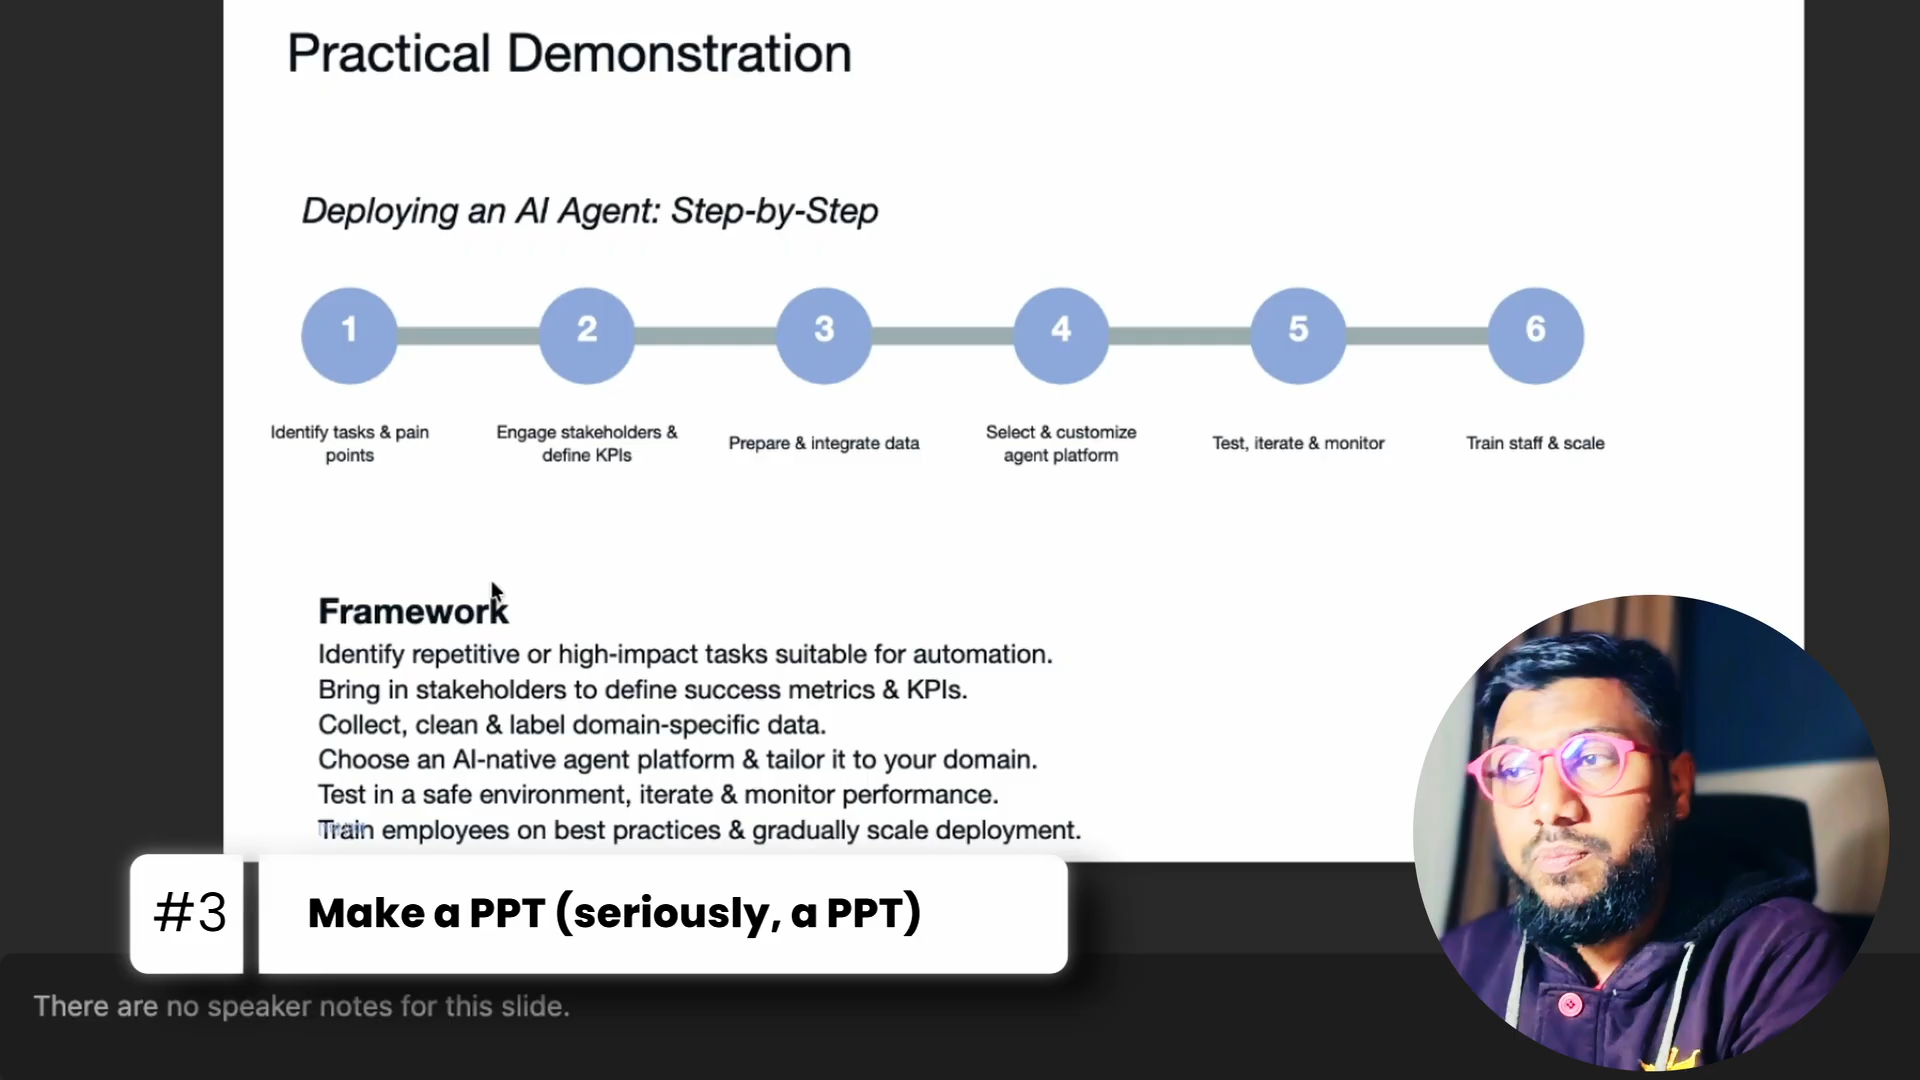 Practical Demonstration
Deploying an AI Agent: Step-by-Step
1 2 3 4 5 6
Identify tasks & pain
points
Engage stakeholders &
define KPIs
Prepare & integrate data
Select & customize
agent platform
Test, iterate & monitor
Train staff & scale
Framework
Identify repetitive or high-impact tasks suitable for automation.
Bring in stakeholders to define success metrics & KPIs.
Collect, clean & label domain-specific data.
Choose an AI-native agent platform & tailor it to your domain.
Test in a safe environment, iterate & monitor performance.
Train employees on best practices & gradually scale deployment.
#3
Make a PPT (seriously, a PPT)
There are no speaker notes for this slide.